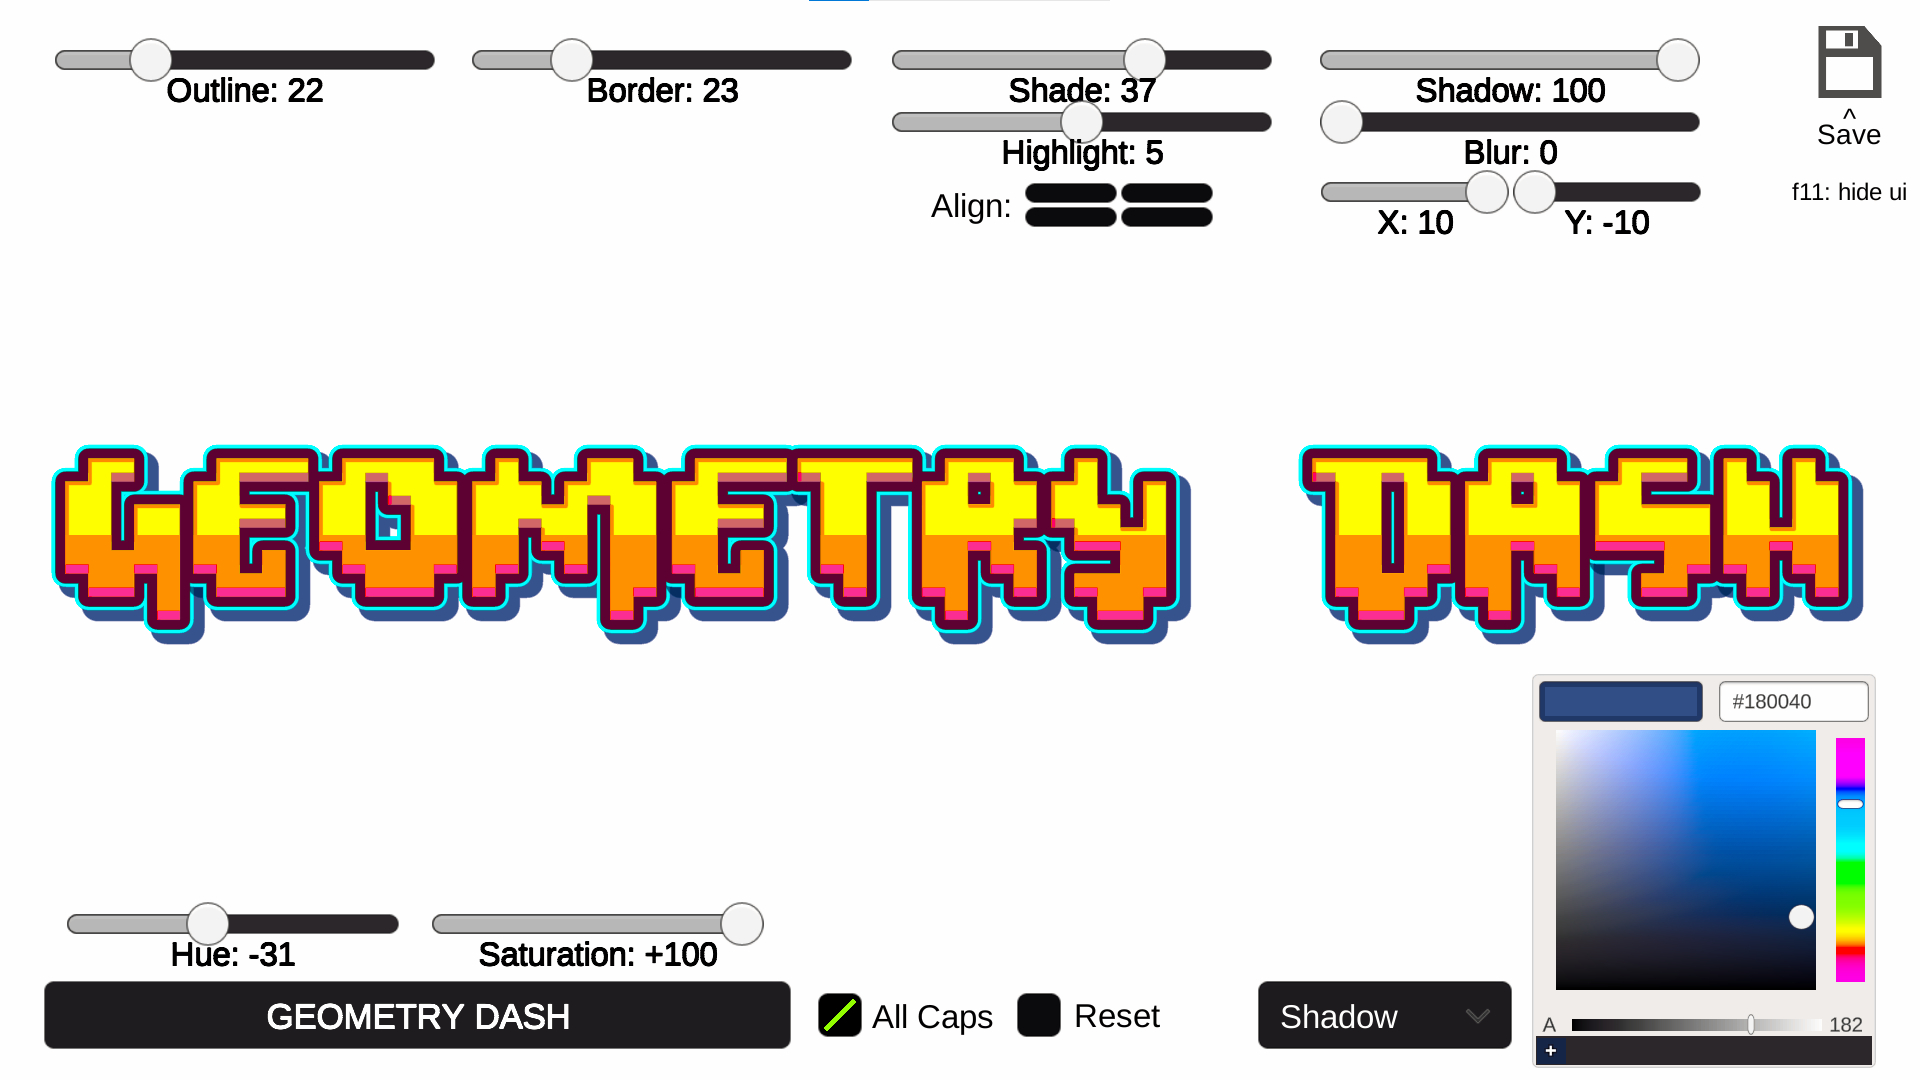 Outline: 22
Border: 23
Shade: 37
Shadow: 100
Highlight: 5
Blur: 0
^
Save
Align:
X: 10
Y: -10
f11: hide ui
GEOMETRY DASH
#180040
Hue: -31
Saturation: +100
GEOMETRY DASH
All Caps
Reset
Shadow
A
182
+